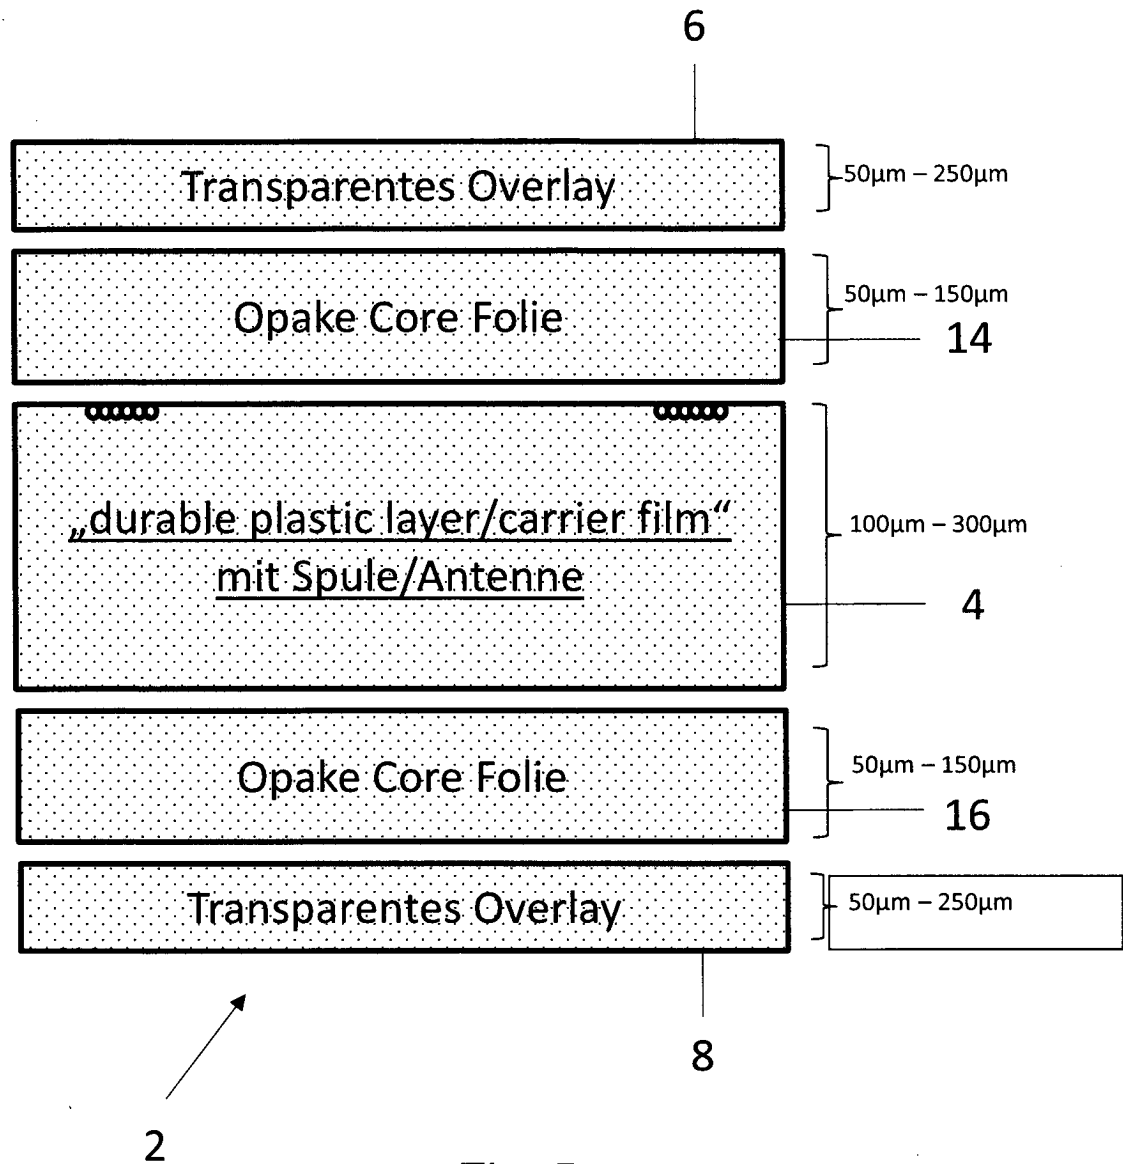 6
Transparentes Overlay
50µm – 250µm
Opake Core Folie
50µm – 150µm
14
„durable plastic layer/carrier film“
mit Spule/Antenne
100µm – 300µm
4
Opake Core Folie
50µm – 150µm
16
Transparentes Overlay
50µm – 250µm
8
2